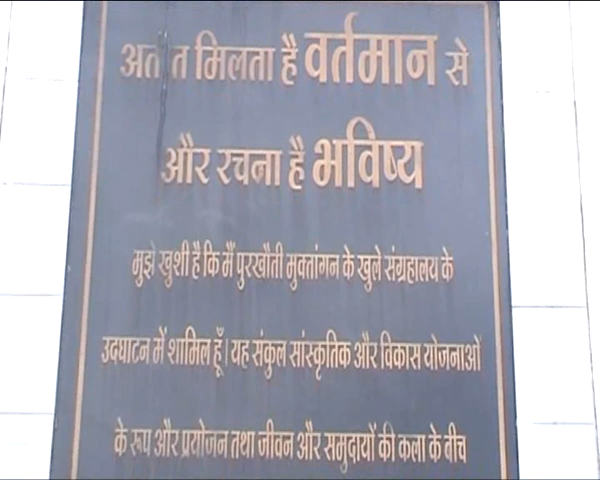 अतीत मिलता है वर्तमान से
और रचना है भविष्य
मुझे खुशी है कि मैं पुरखौती मुक्तांगन के खुले संग्रहालय के
उदघाटन में शामिल हूँ। यह संकुल सांस्कृतिक और विकास योजनाओं
के रूप और प्रयोजन तथा जीवन और समुदायों की कला के बीच